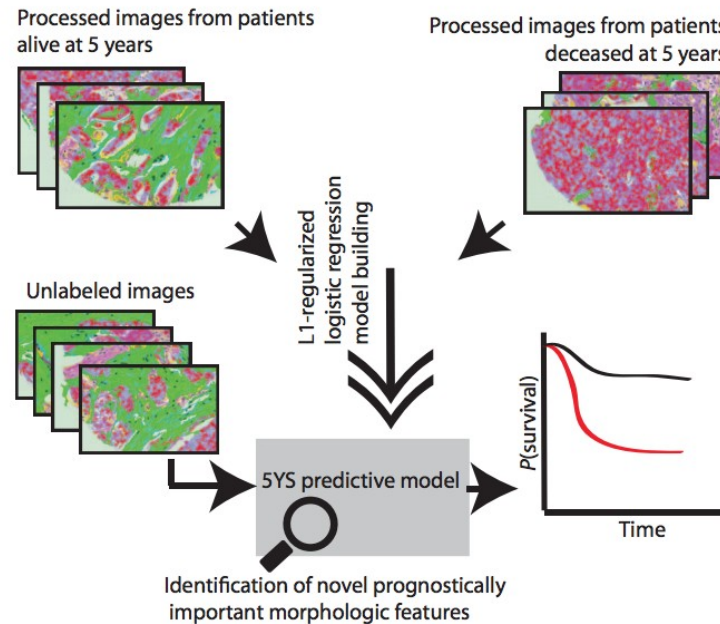 Processed images from patients
alive at 5 years
Processed images from patients
deceased at 5 years
L1-regularized
logistic regression
model building
Unlabeled images
5YS predictive model
P(survival)
Time
Identification of novel prognostically
important morphologic features